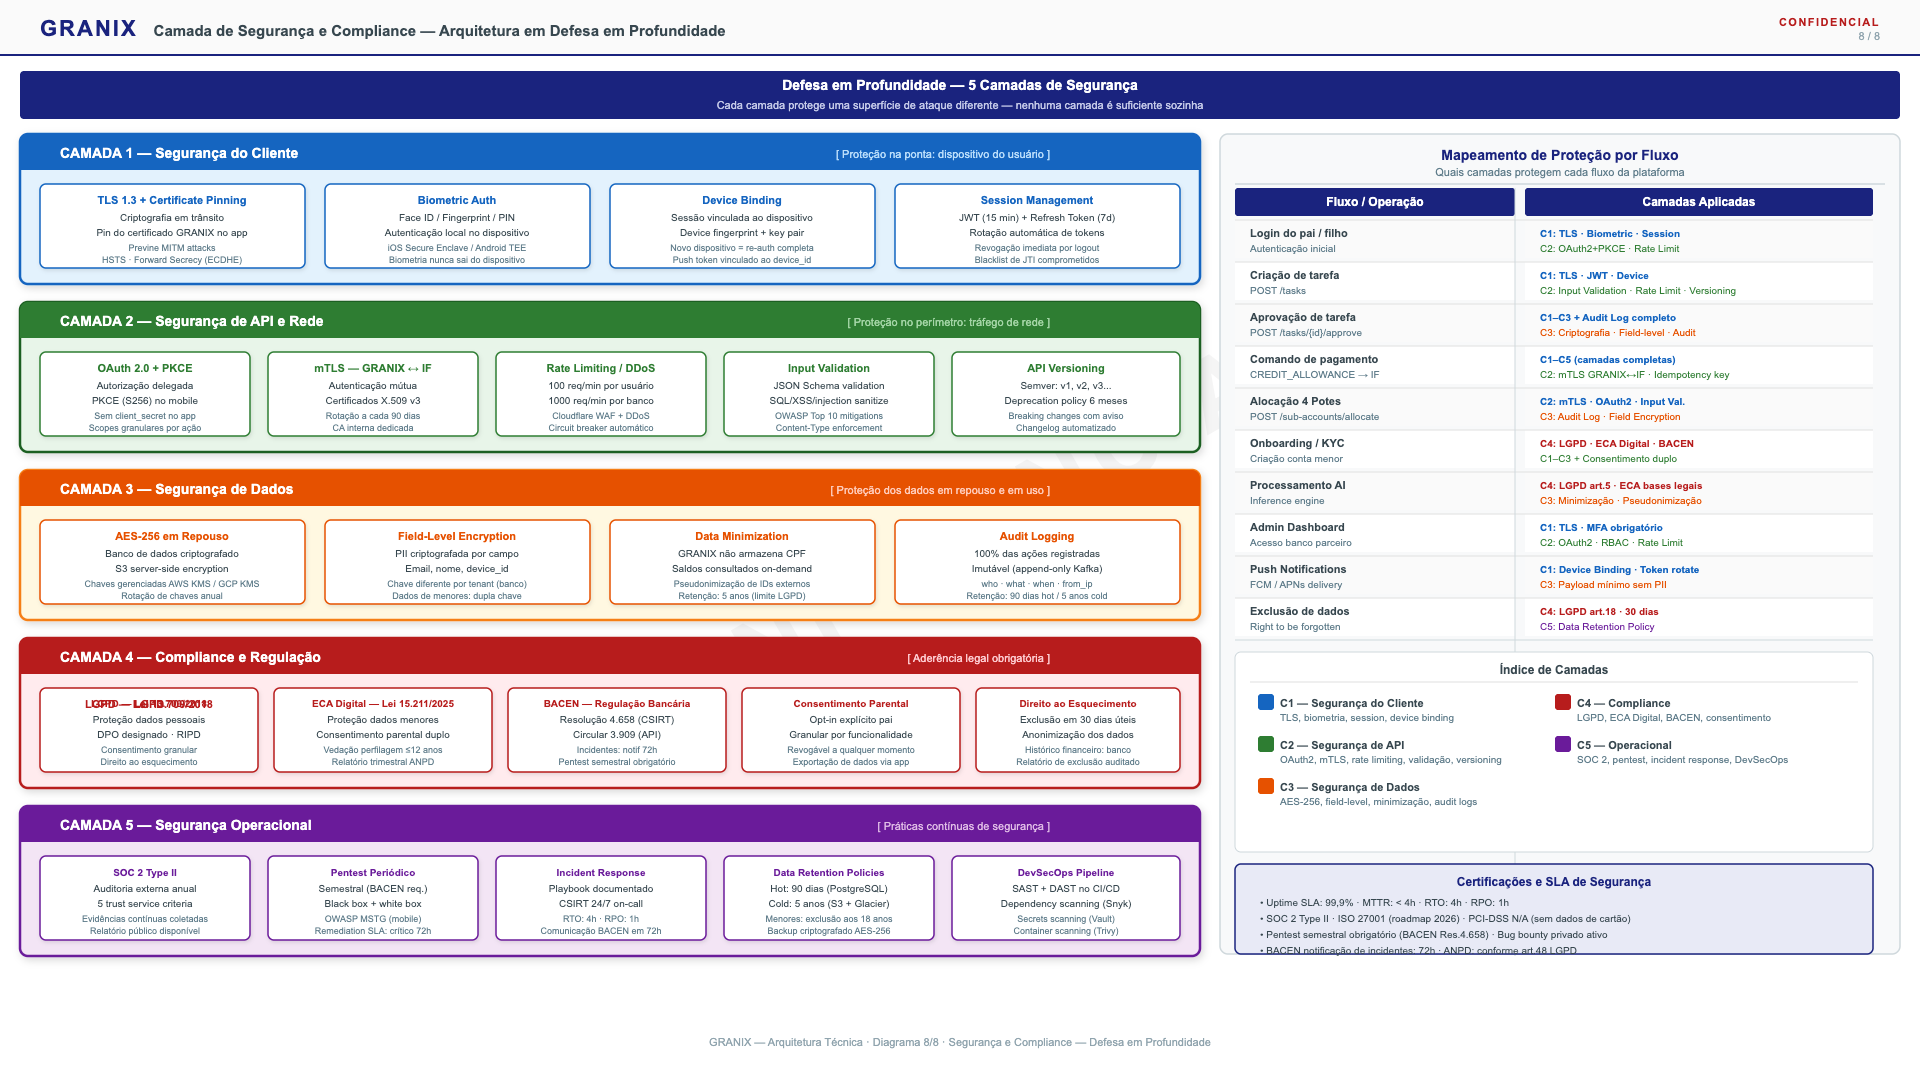 GRANIX
Camada de Segurança e Compliance — Arquitetura em Defesa em Profundidade
CONFIDENCIAL
8 / 8
Defesa em Profundidade — 5 Camadas de Segurança
Cada camada protege uma superfície de ataque diferente — nenhuma camada é suficiente sozinha
CAMADA 1 — Segurança do Cliente
[ Proteção na ponta: dispositivo do usuário ]
TLS 1.3 + Certificate Pinning
Criptografia em trânsito
Pin do certificado GRANIX no app
Previne MITM attacks
HSTS · Forward Secrecy (ECDHE)
Biometric Auth
Face ID / Fingerprint / PIN
Autenticação local no dispositivo
iOS Secure Enclave / Android TEE
Biometria nunca sai do dispositivo
Device Binding
Sessão vinculada ao dispositivo
Device fingerprint + key pair
Novo dispositivo = re-auth completa
Push token vinculado ao device_id
Session Management
JWT (15 min) + Refresh Token (7d)
Rotação automática de tokens
Revogação imediata por logout
Blacklist de JTI comprometidos
CAMADA 2 — Segurança de API e Rede
[ Proteção no perímetro: tráfego de rede ]
OAuth 2.0 + PKCE
Autorização delegada
PKCE (S256) no mobile
Sem client_secret no app
Scopes granulares por ação
mTLS — GRANIX ↔ IF
Autenticação mútua
Certificados X.509 v3
Rotação a cada 90 dias
CA interna dedicada
Rate Limiting / DDoS
100 req/min por usuário
1000 req/min por banco
Cloudflare WAF + DDoS
Circuit breaker automático
Input Validation
JSON Schema validation
SQL/XSS/injection sanitize
OWASP Top 10 mitigations
Content-Type enforcement
API Versioning
Semver: v1, v2, v3...
Deprecation policy 6 meses
Breaking changes com aviso
Changelog automatizado
CAMADA 3 — Segurança de Dados
[ Proteção dos dados em repouso e em uso ]
AES-256 em Repouso
Banco de dados criptografado
S3 server-side encryption
Chaves gerenciadas AWS KMS / GCP KMS
Rotação de chaves anual
Field-Level Encryption
PII criptografada por campo
Email, nome, device_id
Chave diferente por tenant (banco)
Dados de menores: dupla chave
Data Minimization
GRANIX não armazena CPF
Saldos consultados on-demand
Pseudonimização de IDs externos
Retenção: 5 anos (limite LGPD)
Audit Logging
100% das ações registradas
Imutável (append-only Kafka)
who · what · when · from_ip
Retenção: 90 dias hot / 5 anos cold
CAMADA 4 — Compliance e Regulação
[ Aderência legal obrigatória ]
LGPD — Lei 13.709/2018
Proteção dados pessoais
DPO designado · RIPD
Consentimento granular
Direito ao esquecimento
ECA Digital — Lei 15.211/2025
Proteção dados menores
Consentimento parental duplo
Vedação perfilagem ≤12 anos
Relatório trimestral ANPD
BACEN — Regulação Bancária
Resolução 4.658 (CSIRT)
Circular 3.909 (API)
Incidentes: notif 72h
Pentest semestral obrigatório
Consentimento Parental
Opt-in explícito pai
Granular por funcionalidade
Revogável a qualquer momento
Exportação de dados via app
Direito ao Esquecimento
Exclusão em 30 dias úteis
Anonimização dos dados
Histórico financeiro: banco
Relatório de exclusão auditado
CAMADA 5 — Segurança Operacional
[ Práticas contínuas de segurança ]
SOC 2 Type II
Auditoria externa anual
5 trust service criteria
Evidências contínuas coletadas
Relatório público disponível
Pentest Periódico
Semestral (BACEN req.)
Black box + white box
OWASP MSTG (mobile)
Remediation SLA: crítico 72h
Incident Response
Playbook documentado
CSIRT 24/7 on-call
RTO: 4h · RPO: 1h
Comunicação BACEN em 72h
Data Retention Policies
Hot: 90 dias (PostgreSQL)
Cold: 5 anos (S3 + Glacier)
Menores: exclusão aos 18 anos
Backup criptografado AES-256
DevSecOps Pipeline
SAST + DAST no CI/CD
Dependency scanning (Snyk)
Secrets scanning (Vault)
Container scanning (Trivy)
Mapeamento de Proteção por Fluxo
Quais camadas protegem cada fluxo da plataforma
Fluxo / Operação
Camadas Aplicadas
Login do pai / filho
Autenticação inicial
C1: TLS · Biometric · Session
C2: OAuth2+PKCE · Rate Limit
Criação de tarefa
POST /tasks
C1: TLS · JWT · Device
C2: Input Validation · Rate Limit · Versioning
Aprovação de tarefa
POST /tasks/{id}/approve
C1–C3 + Audit Log completo
C3: Criptografia · Field-level · Audit
Comando de pagamento
CREDIT_ALLOWANCE → IF
C1–C5 (camadas completas)
C2: mTLS GRANIX↔IF · Idempotency key
Alocação 4 Potes
POST /sub-accounts/allocate
C2: mTLS · OAuth2 · Input Val.
C3: Audit Log · Field Encryption
Onboarding / KYC
Criação conta menor
C4: LGPD · ECA Digital · BACEN
C1–C3 + Consentimento duplo
Processamento AI
Inference engine
C4: LGPD art.5 · ECA bases legais
C3: Minimização · Pseudonimização
Admin Dashboard
Acesso banco parceiro
C1: TLS · MFA obrigatório
C2: OAuth2 · RBAC · Rate Limit
Push Notifications
FCM / APNs delivery
C1: Device Binding · Token rotate
C3: Payload mínimo sem PII
Exclusão de dados
Right to be forgotten
C4: LGPD art.18 · 30 dias
C5: Data Retention Policy
Índice de Camadas
C1 — Segurança do Cliente
TLS, biometria, session, device binding
C2 — Segurança de API
OAuth2, mTLS, rate limiting, validação, versioning
C3 — Segurança de Dados
AES-256, field-level, minimização, audit logs
C4 — Compliance
LGPD, ECA Digital, BACEN, consentimento
C5 — Operacional
SOC 2, pentest, incident response, DevSecOps
Certificações e SLA de Segurança
• Uptime SLA: 99,9% · MTTR: < 4h · RTO: 4h · RPO: 1h
• SOC 2 Type II · ISO 27001 (roadmap 2026) · PCI-DSS N/A (sem dados de cartão)
• Pentest semestral obrigatório (BACEN Res.4.658) · Bug bounty privado ativo
• BACEN notificação de incidentes: 72h · ANPD: conforme art.48 LGPD
GRANIX — Arquitetura Técnica · Diagrama 8/8 · Segurança e Compliance — Defesa em Profundidade